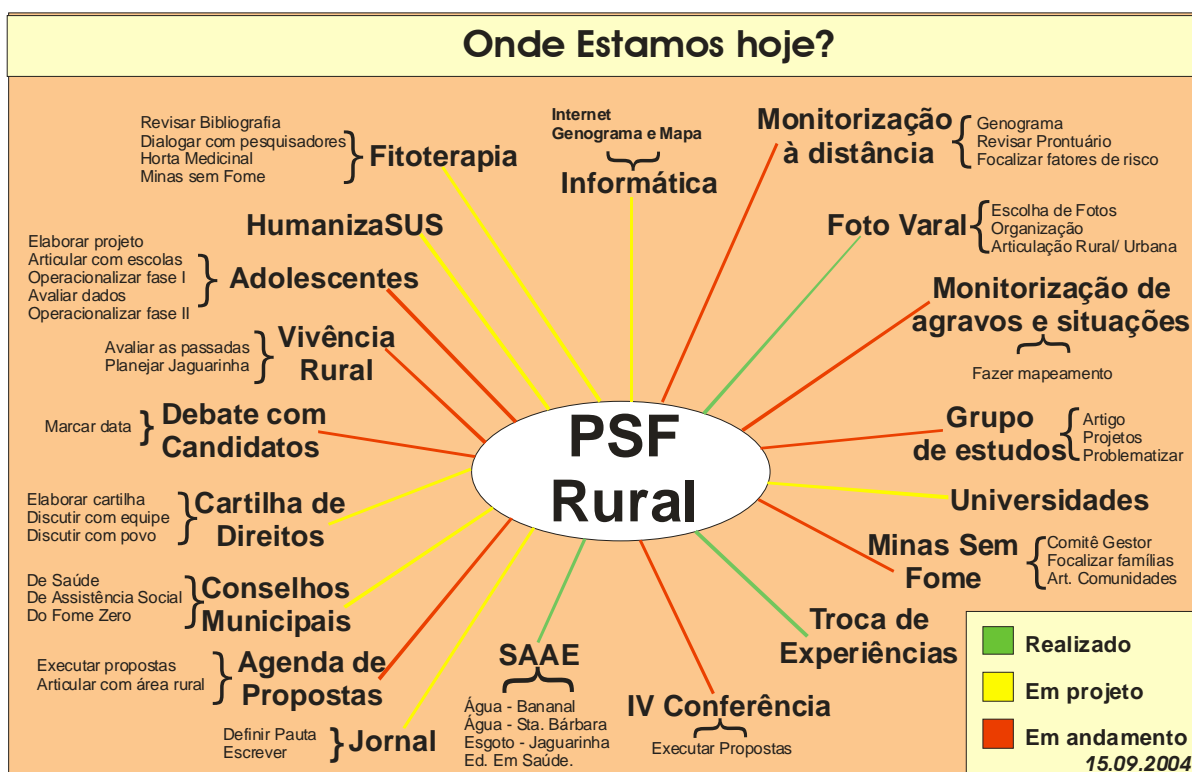 Onde Estamos hoje?
Revisar Bibliografia
Dialogar com pesquisadores
Horta Medicinal
Minas sem Fome
Fitoterapia
Internet
Genograma e Mapa
Informática
Monitorização
à distância
Genograma
Revisar Prontuário
Focalizar fatores de risco
HumanizaSUS
Foto Varal
Escolha de Fotos
Organização
Articulação Rural/ Urbana
Elaborar projeto
Articular com escolas
Operacionalizar fase I
Avaliar dados
Operacionalizar fase II
Adolescentes
Monitorização de
agravos e situações
Fazer mapeamento
Avaliar as passadas
Planejar Jaguarinha
Vivência
Rural
Marcar data
Debate com
Candidatos
PSF
Rural
Grupo
de estudos
Artigo
Projetos
Problematizar
Universidades
Elaborar cartilha
Discutir com equipe
Discutir com povo
Cartilha de
Direitos
Minas Sem
Fome
Comitê Gestor
Focalizar famílias
Art. Comunidades
De Saúde
De Assistência Social
Do Fome Zero
Conselhos
Municipais
Troca de
Experiências
Executar propostas
Articular com área rural
Agenda de
Propostas
SAAE
Água - Bananal
Água - Sta. Bárbara
Esgoto - Jaguarinha
Ed. Em Saúde.
IV Conferência
Executar Propostas
Definir Pauta
Escrever
Jornal
Realizado
Em projeto
Em andamento
15.09.2004